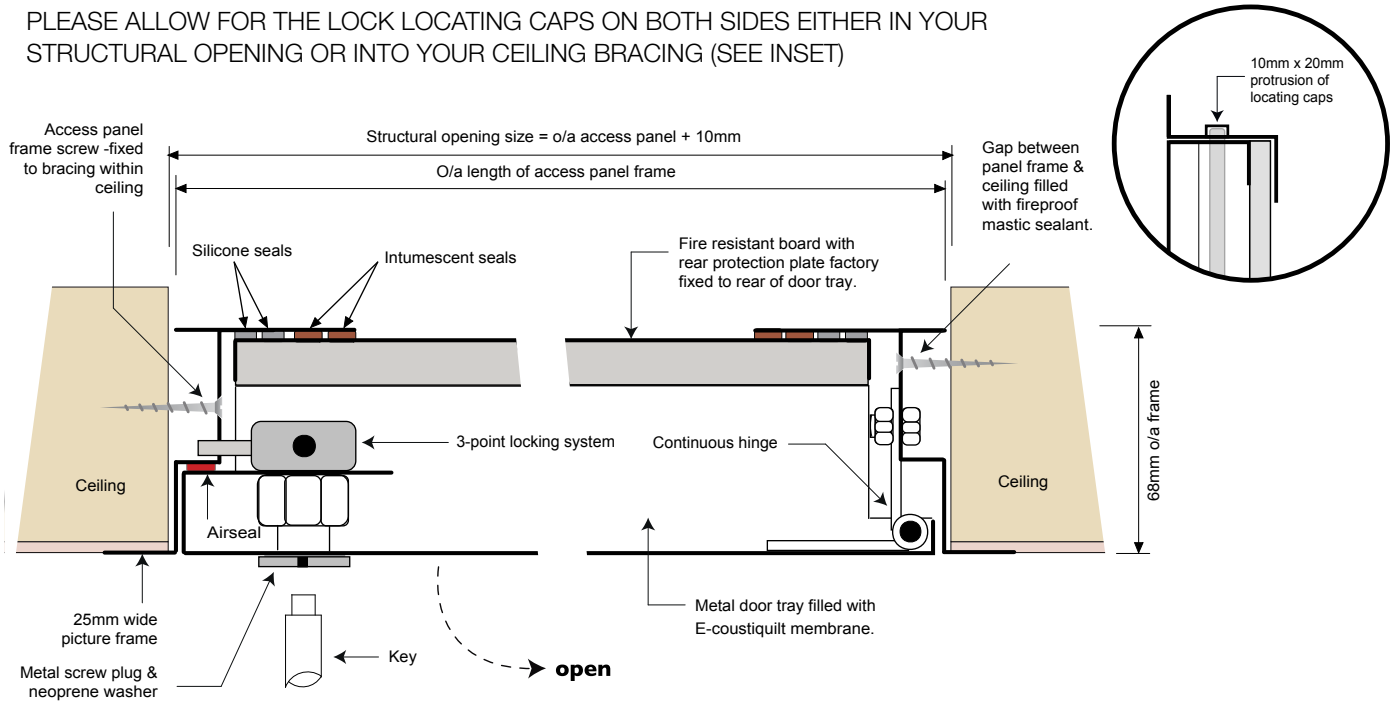 PLEASE ALLOW FOR THE LOCK LOCATING CAPS ON BOTH SIDES EITHER IN YOUR
STRUCTURAL OPENING OR INTO YOUR CEILING BRACING (SEE INSET)
10mm x 20mm
protrusion of
locating caps
Access panel
frame screw -fixed
to bracing within
ceiling
Structural opening size = o/a access panel + 10mm
O/a length of access panel frame
Gap between
panel frame &
ceiling filled
with fireproof
mastic sealant.
Silicone seals
Intumescent seals
Fire resistant board with
rear protection plate factory
fixed to rear of door tray.
3-point locking system
Continuous hinge
68mm o/a frame
Ceiling
Ceiling
Airseal
25mm wide
picture frame
Metal door tray filled with
E-coustiquilt membrane.
Key
open
Metal screw plug &
neoprene washer